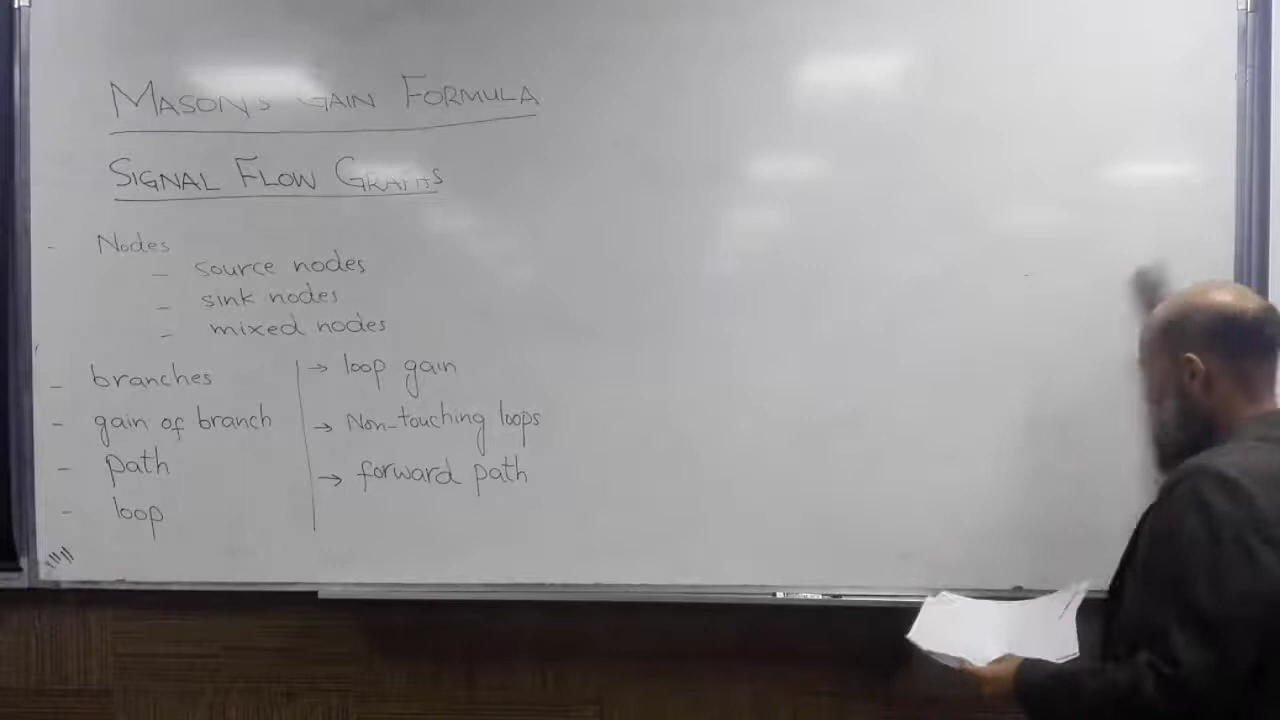 MASON'S GAIN FORMULA
SIGNAL FLOW GRAPHS
- Nodes
- source nodes
- sink nodes
- mixed nodes
- branches
- gain of branch
- path
- loop
→ loop gain
→ Non-touching loops
→ forward path